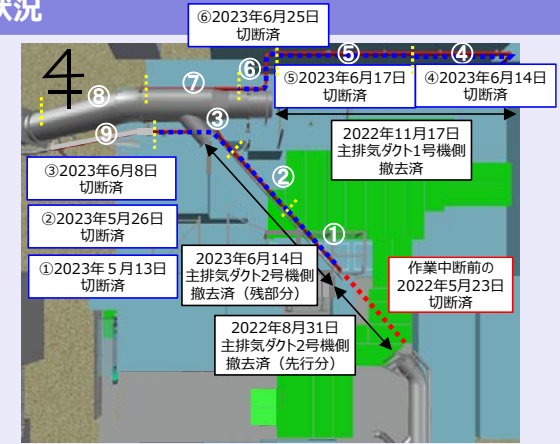 状況
⑥2023年6月25日
切断済
⑤
④
⑥
⑦
⑧
⑨
③
②
①
⑤2023年6月17日
切断済
④2023年6月14日
切断済
2022年11月17日
主排気ダクト1号機側
撤去済
③2023年6月8日
切断済
②2023年5月26日
切断済
①2023年5月13日
切断済
2023年6月14日
主排気ダクト2号機側
撤去済（残部分）
作業中断前の
2022年5月23日
切断済
2022年8月31日
主排気ダクト2号機側
撤去済（先行分）